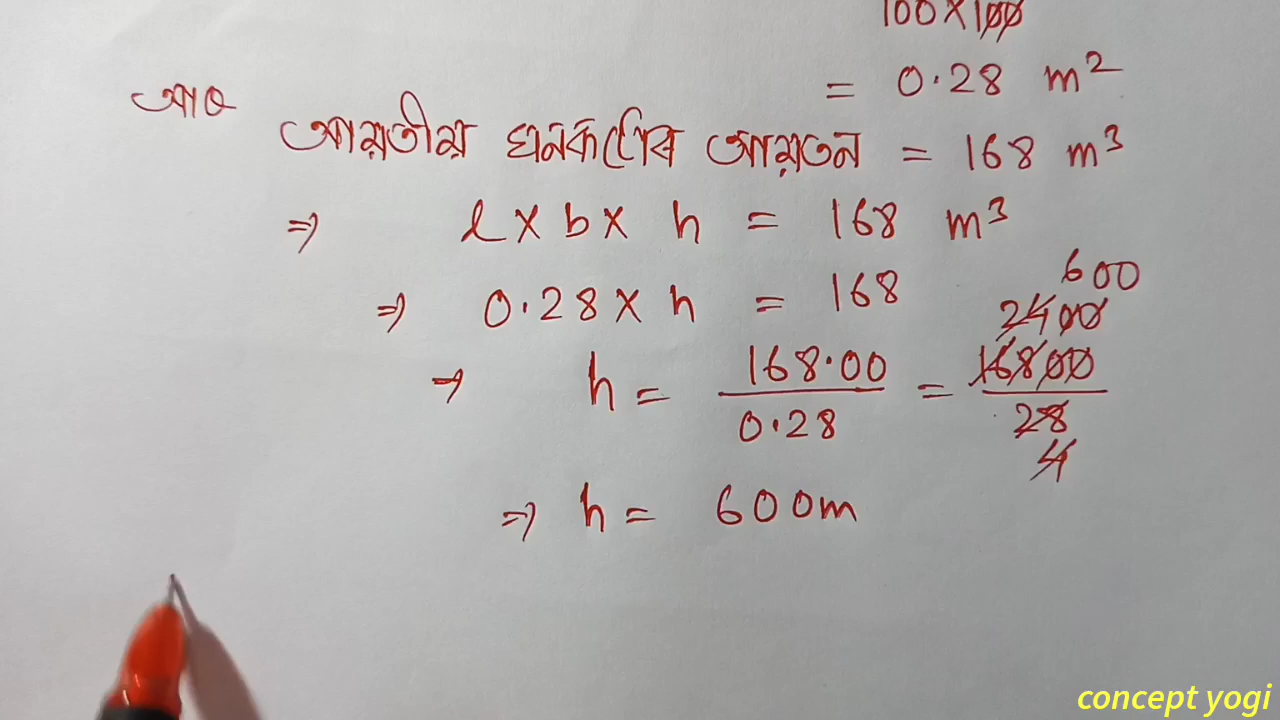 100 X 100
= 0.28 m²
আৰু
আয়তীয় ঘনকটোৰ আয়তন = 168 m³
⇒ l X b X h = 168 m³
⇒ 0.28 X h = 168
⇒ h = 168.00 / 0.28 = 16800 / 28
2400
600
4
⇒ h = 600m
concept yogi